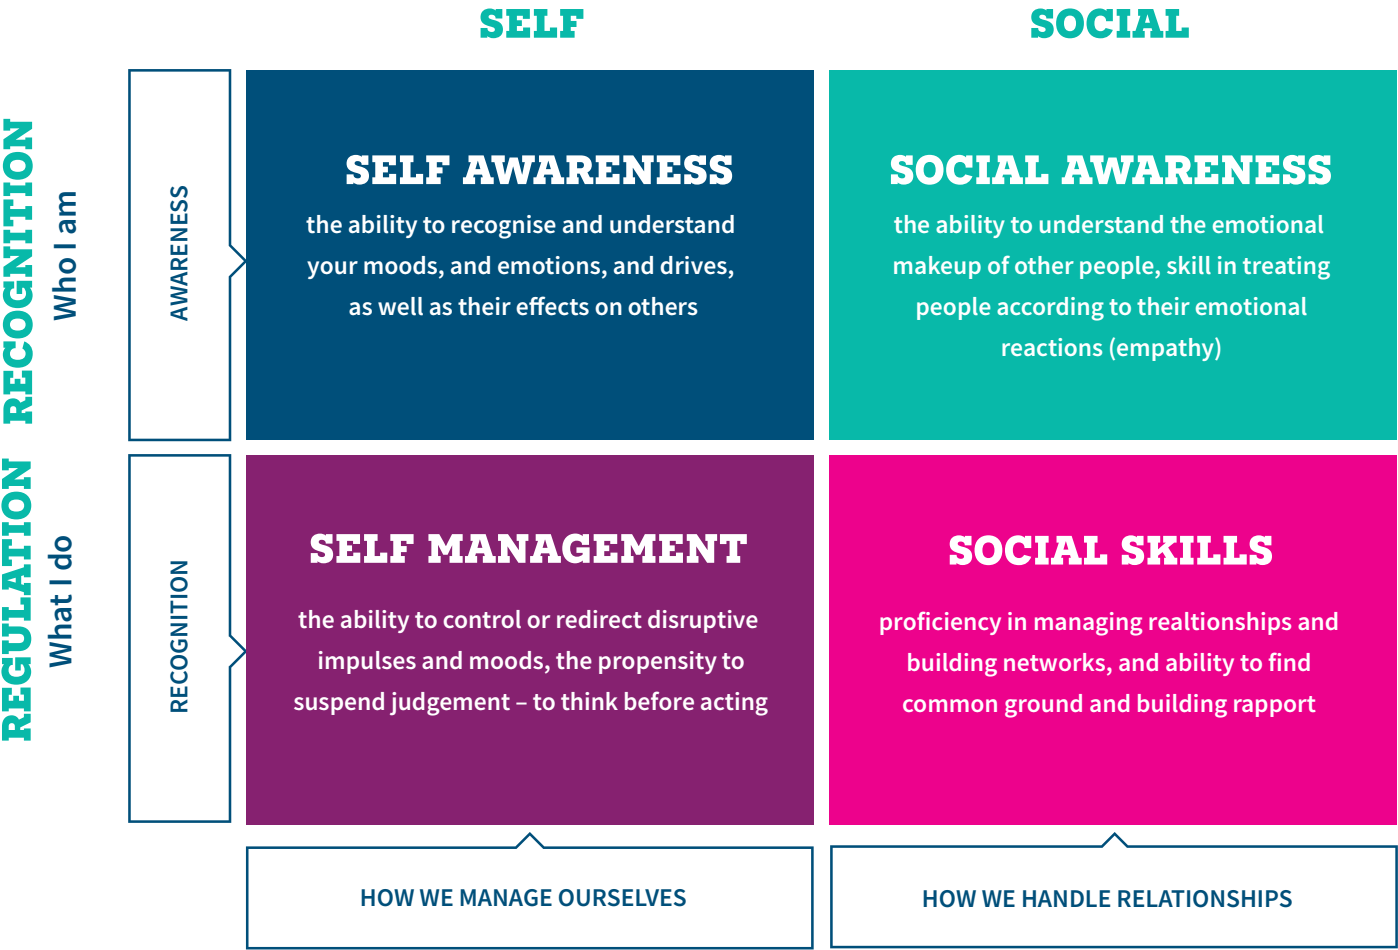 SELF
SOCIAL
RECOGNITION
Who I am
AWARENESS
SELF AWARENESS
the ability to recognise and understand
your moods, and emotions, and drives,
as well as their effects on others
SOCIAL AWARENESS
the ability to understand the emotional
makeup of other people, skill in treating
people according to their emotional
reactions (empathy)
REGULATION
What I do
RECOGNITION
SELF MANAGEMENT
the ability to control or redirect disruptive
impulses and moods, the propensity to
suspend judgement – to think before acting
SOCIAL SKILLS
proficiency in managing realtionships and
building networks, and ability to find
common ground and building rapport
HOW WE MANAGE OURSELVES
HOW WE HANDLE RELATIONSHIPS